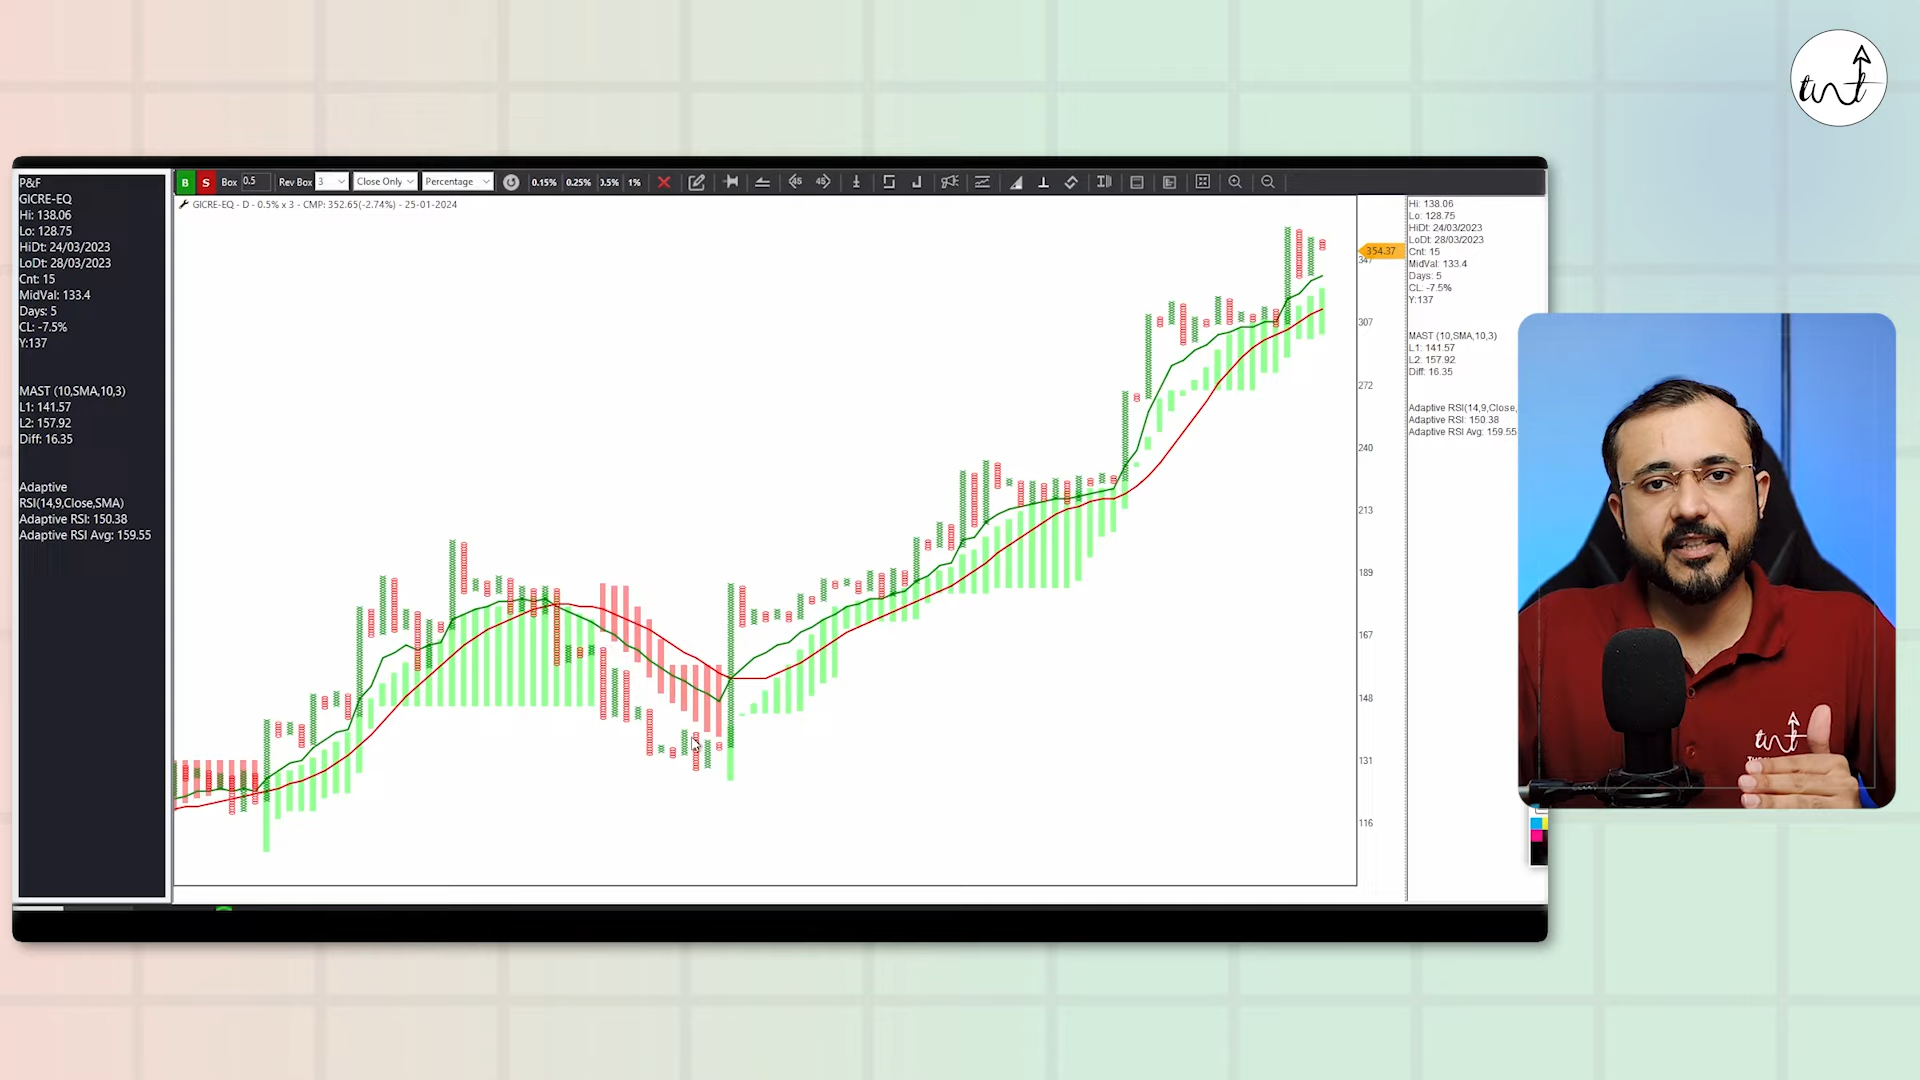 twt
P&F
GICRE-EQ
Hi: 138.06
Lo: 128.75
HiDt: 24/03/2023
LoDt: 28/03/2023
Cnt: 15
MidVal: 133.4
Days: 5
CL: -7.5%
Y:137
MAST (10,SMA,10,3)
L1: 141.57
L2: 157.92
Diff: 16.35
Adaptive
RSI(14,9,Close,SMA)
Adaptive RSI: 150.38
Adaptive RSI Avg: 159.55
B S Box 0.5 Rev Box 3 Close Only Percentage 0.15% 0.25% 0.5% 1% 45 45
GICRE-EQ - D - 0.5% x 3 - CMP: 352.65(-2.74%) - 25-01-2024
354.37
347
307
272
240
213
189
167
148
131
116
Hi: 138.06
Lo: 128.75
HiDt: 24/03/2023
LoDt: 28/03/2023
Cnt: 15
MidVal: 133.4
Days: 5
CL: -7.5%
Y:137
MAST (10,SMA,10,3)
L1: 141.57
L2: 157.92
Diff: 16.35
Adaptive RSI(14,9,Close,
Adaptive RSI: 150.38
Adaptive RSI Avg: 159.55
twt